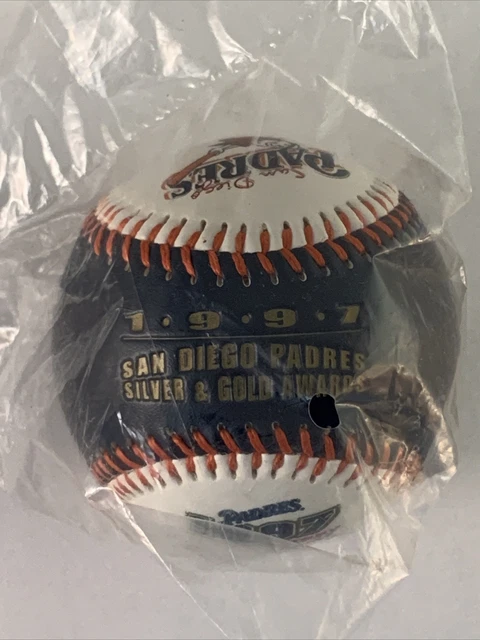 San Diego
PADRES
1·9·9·7
SAN DIEGO PADRES
SILVER & GOLD AWARDS
PADRES